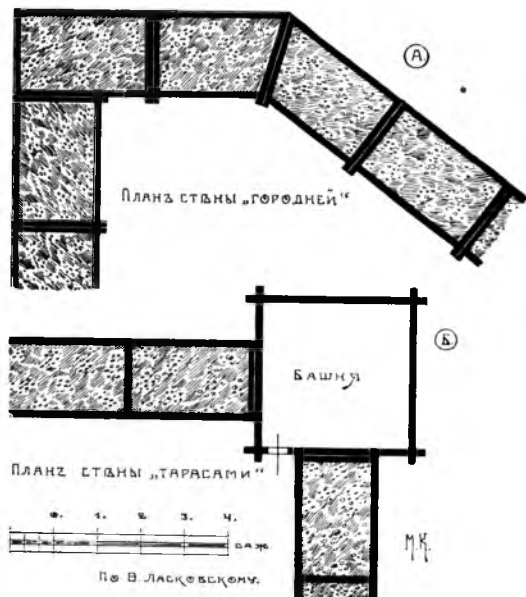 А
Планъ стѣны „городней“
Б
Башня
Планъ стѣны „тарасами“
0. 1. 2. 3. 4.
саж
По В. Ласковскому.
М.К.